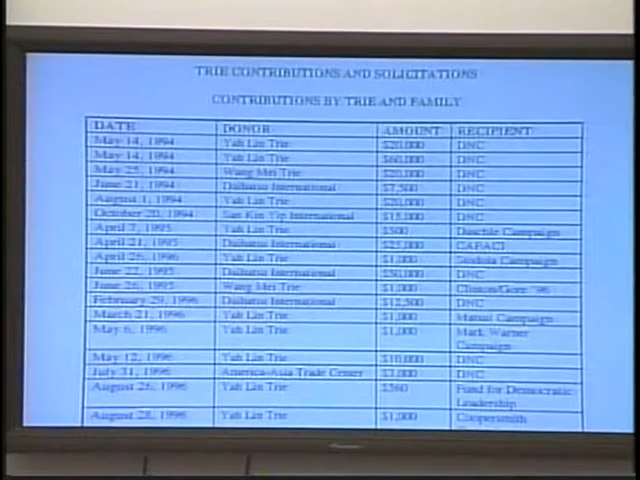 TRIE CONTRIBUTIONS AND SOLICITATIONS
CONTRIBUTIONS BY TRIE AND FAMILY
DATE DONOR AMOUNT RECIPIENT
May 14, 1994 Yah Lin Trie $20,000 DNC
May 14, 1994 Yah Lin Trie $60,000 DNC
May 25, 1994 Wang Mei Trie $20,000 DNC
June 21, 1994 Daihatsu International $7,500 DNC
August 1, 1994 Yah Lin Trie $20,000 DNC
October 20, 1994 San Kin Yip International $15,000 DNC
April 7, 1995 Yah Lin Trie $500 Daschle Campaign
April 21, 1995 Daihatsu International $25,000 CAPACI
April 26, 1996 Yah Lin Trie $1,000 Campaign
June 22, 1995 Daihatsu International $50,000 DNC
June 26, 1995 Wang Mei Trie $1,000 Clinton/Gore '96
February 29, 1996 Daihatsu International $12,500 DNC
March 21, 1996 Yah Lin Trie $1,000 Campaign
May 6, 1996 Yah Lin Trie $1,000 Mark Warner
Campaign
May 12, 1996 Yah Lin Trie $10,000 DNC
July 31, 1996 America-Asia Trade Center $3,000 DNC
August 26, 1996 Yah Lin Trie $360 Fund for Democratic
Leadership
August 28, 1996 Yah Lin Trie $1,000 Coopersmith